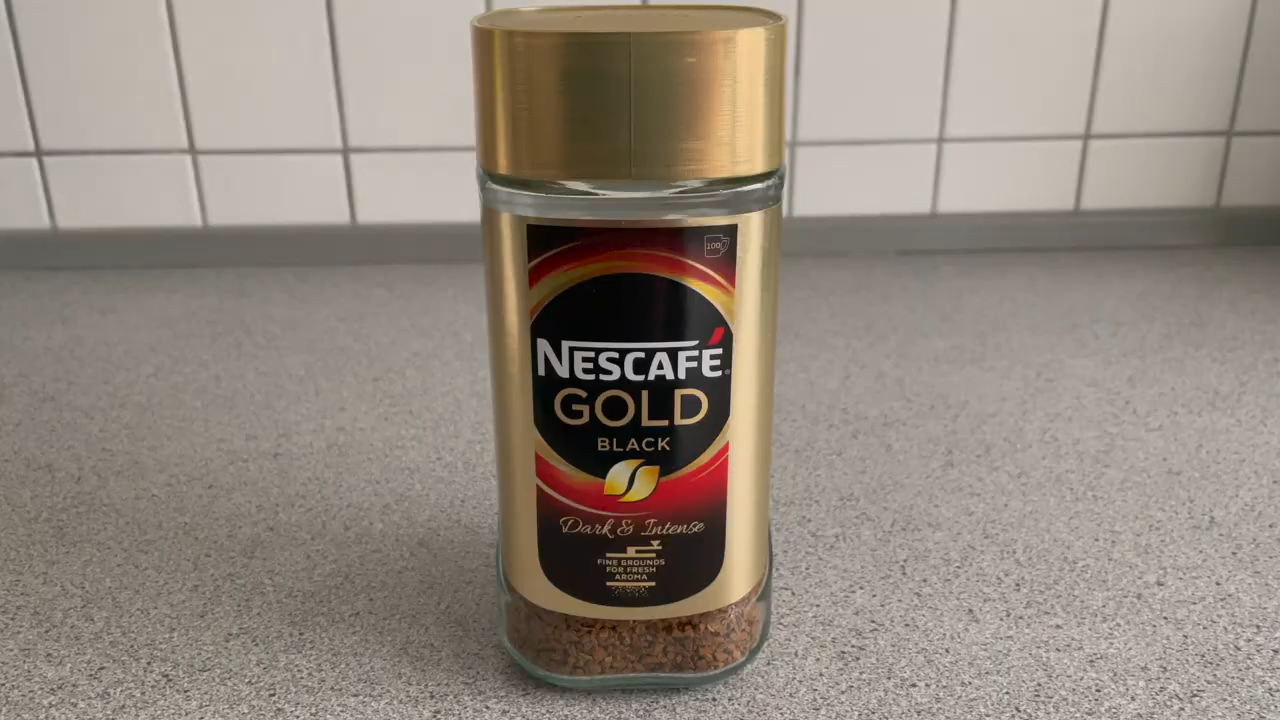 100
NESCAFÉ
GOLD
BLACK
Dark & Intense
FINE GROUNDS
FOR FRESH
AROMA